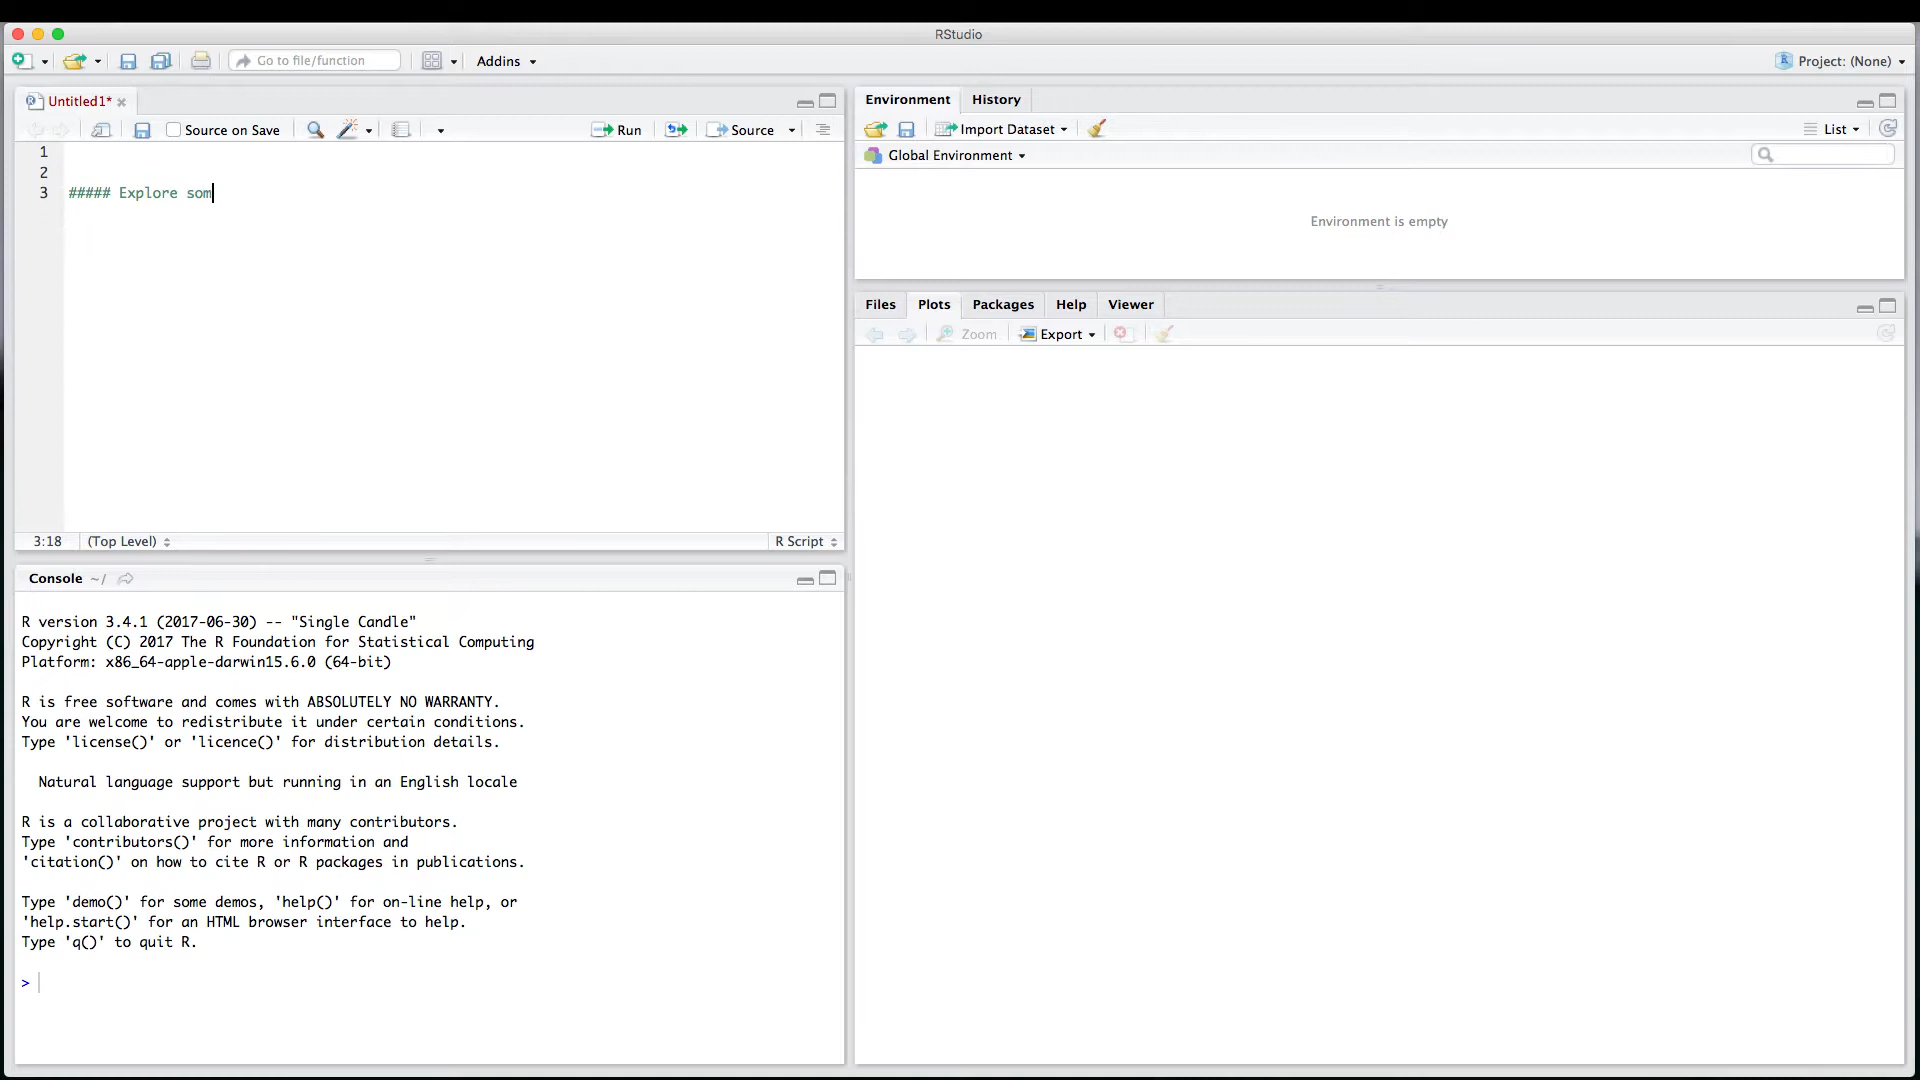 RStudio
Go to file/function
Addins
Project: (None)
Untitled1*
Source on Save
Run
Source
1
2
3 ##### Explore som
3:18 (Top Level) R Script
Console ~/
R version 3.4.1 (2017-06-30) -- "Single Candle"
Copyright (C) 2017 The R Foundation for Statistical Computing
Platform: x86_64-apple-darwin15.6.0 (64-bit)
R is free software and comes with ABSOLUTELY NO WARRANTY.
You are welcome to redistribute it under certain conditions.
Type 'license()' or 'licence()' for distribution details.
Natural language support but running in an English locale
R is a collaborative project with many contributors.
Type 'contributors()' for more information and
'citation()' on how to cite R or R packages in publications.
Type 'demo()' for some demos, 'help()' for on-line help, or
'help.start()' for an HTML browser interface to help.
Type 'q()' to quit R.
>
Environment History
Import Dataset List
Global Environment
Environment is empty
Files Plots Packages Help Viewer
Zoom Export